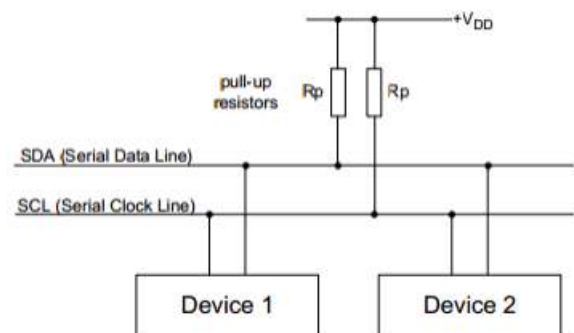 +VDD
pull-up
resistors
Rp
Rp
SDA (Serial Data Line)
SCL (Serial Clock Line)
Device 1
Device 2